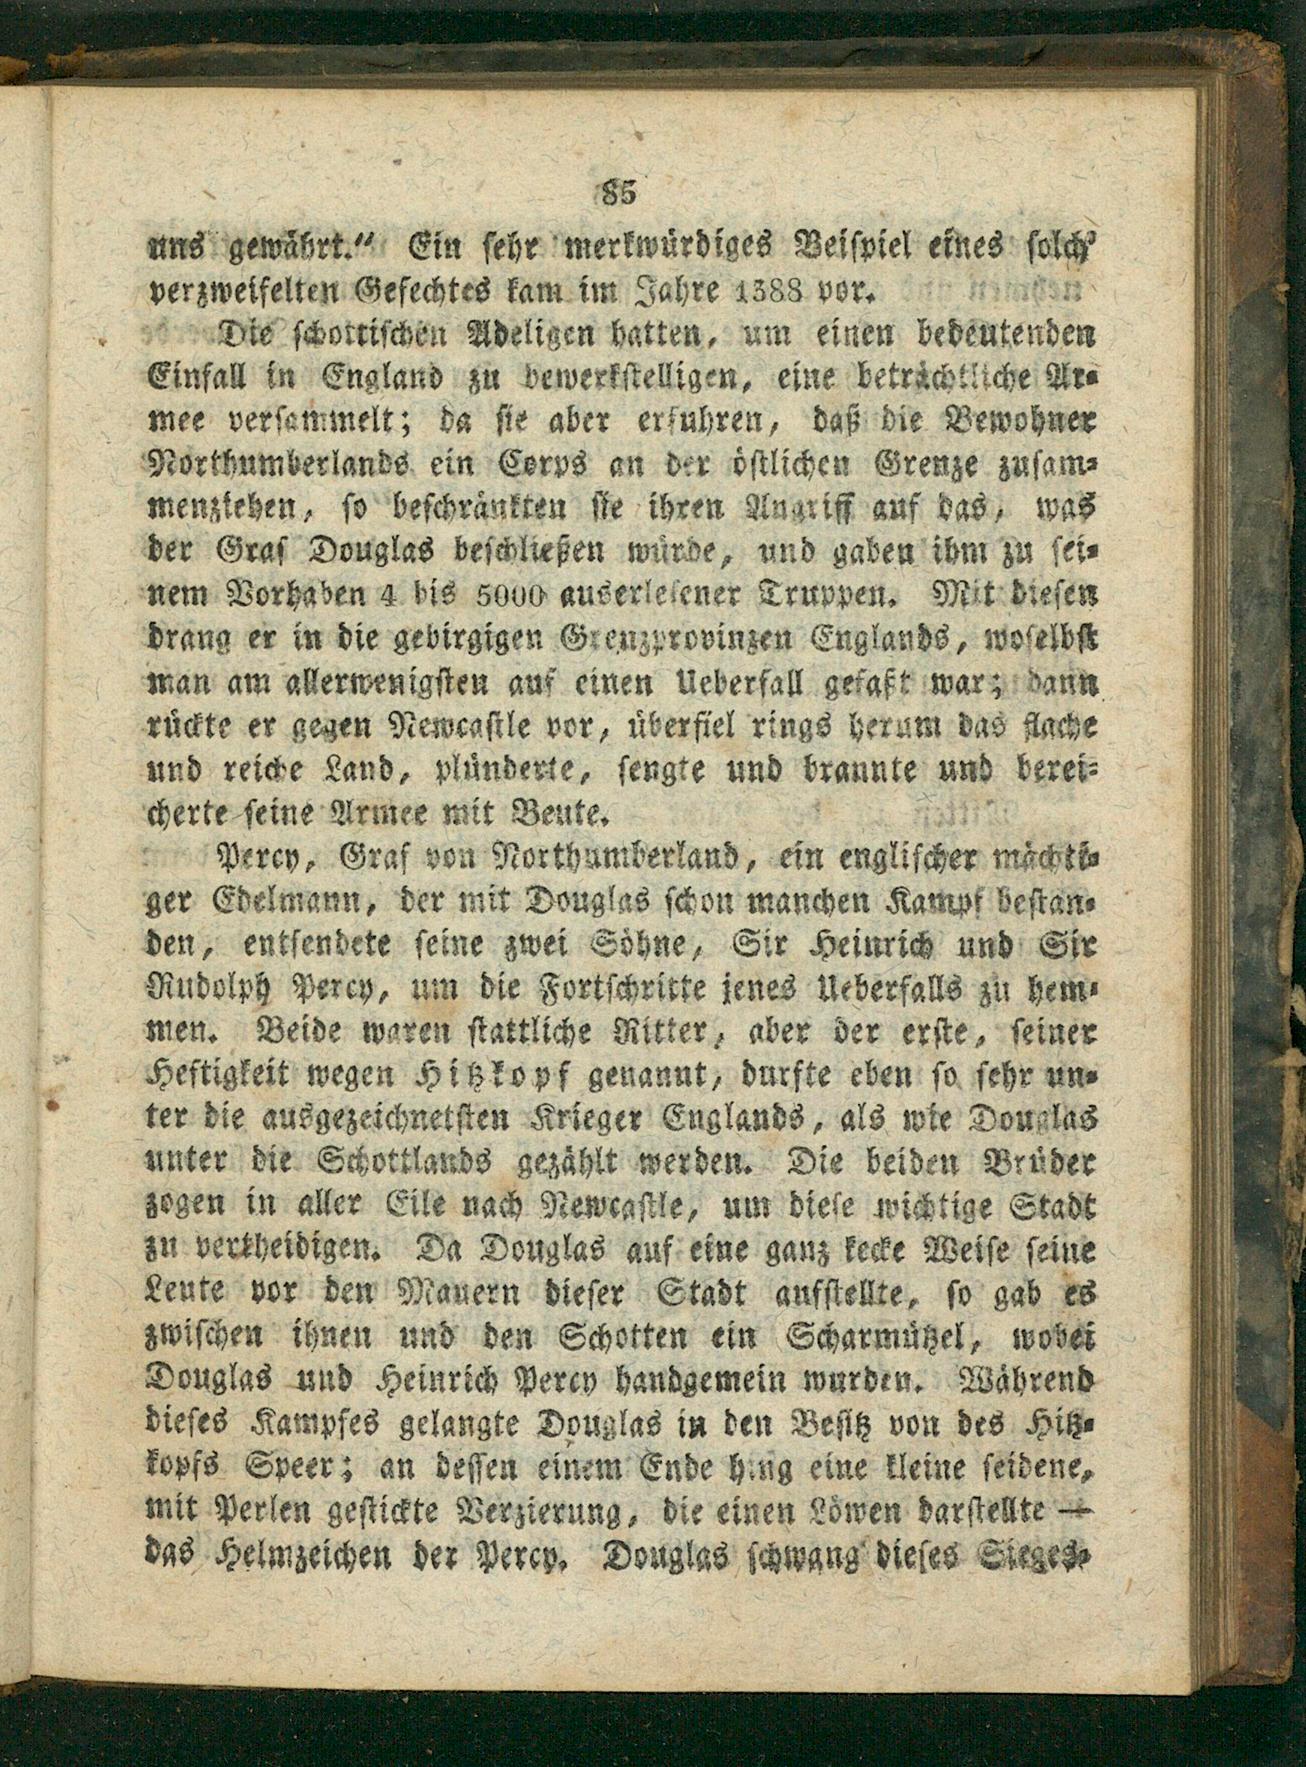 85
uns gewährt.“ Ein sehr merkwürdiges Beispiel eines solch’
verzweifelten Gefechtes kam im Jahre 1388 vor.
Die schottischen Adeligen hatten, um einen bedeutenden
Einfall in England zu bewerkstelligen, eine beträchtliche Ar-
mee versammelt; da sie aber erfuhren, daß die Bewohner
Northumberlands ein Corps an der östlichen Grenze zusam-
menziehen, so beschränkten sie ihren Angriff auf das, was
der Graf Douglas beschließen würde, und gaben ihm zu sei-
nem Vorhaben 4 bis 5000 auserlesener Truppen. Mit diesen
drang er in die gebirgigen Grenzprovinzen Englands, woselbst
man am allerwenigsten auf einen Ueberfall gefaßt war; dann
rückte er gegen Newcastle vor, überfiel rings herum das flache
und reiche Land, plünderte, sengte und brannte und berei-
cherte seine Armee mit Beute.
Percy, Graf von Northumberland, ein englischer mächti-
ger Edelmann, der mit Douglas schon manchen Kampf bestan-
den, entsendete seine zwei Söhne, Sir Heinrich und Sir
Rudolph Percy, um die Fortschritte jenes Ueberfalls zu hem-
men. Beide waren stattliche Ritter, aber der erste, seiner
Heftigkeit wegen Hitzkopf genannt, durfte eben so sehr un-
ter die ausgezeichnetsten Krieger Englands, als wie Douglas
unter die Schottlands gezählt werden. Die beiden Brüder
zogen in aller Eile nach Newcastle, um diese wichtige Stadt
zu vertheidigen. Da Douglas auf eine ganz kecke Weise seine
Leute vor den Mauern dieser Stadt aufstellte, so gab es
zwischen ihnen und den Schotten ein Scharmützel, wobei
Douglas und Heinrich Percy handgemein wurden. Während
dieses Kampfes gelangte Douglas in den Besitz von des Hitz-
kopfs Speer; an dessen einem Ende hing eine kleine seidene,
mit Perlen gestickte Verzierung, die einen Löwen darstellte —
das Helmzeichen der Percy. Douglas schwang dieses Sieges-